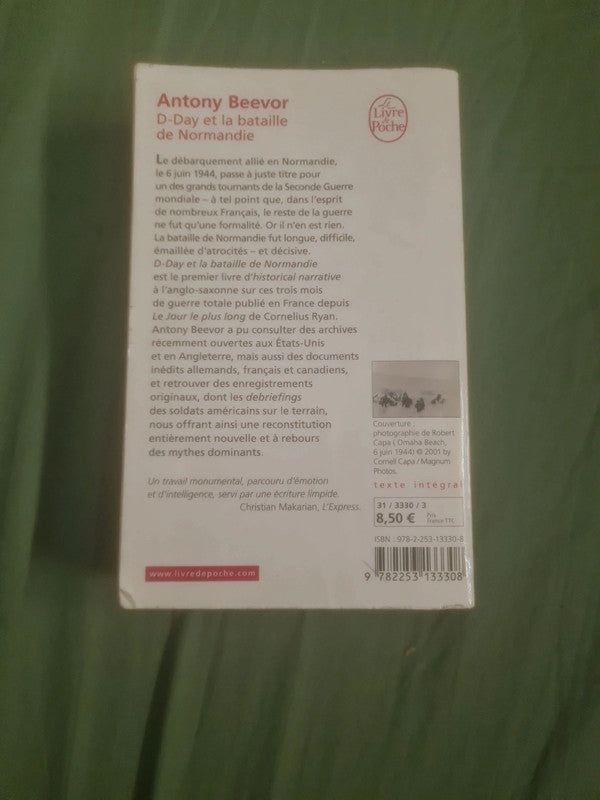 Antony Beevor
D-Day et la bataille
de Normandie
Le Livre de Poche
Le débarquement allié en Normandie,
le 6 juin 1944, passe à juste titre pour
un des grands tournants de la Seconde Guerre
mondiale – à tel point que, dans l'esprit
de nombreux Français, le reste de la guerre
ne fut qu'une formalité. Or il n'en est rien.
La bataille de Normandie fut longue, difficile,
émaillée d'atrocités – et décisive.
D-Day et la bataille de Normandie
est le premier livre d'historical narrative
à l'anglo-saxonne sur ces trois mois
de guerre totale publié en France depuis
Le Jour le plus long de Cornelius Ryan.
Antony Beevor a pu consulter des archives
récemment ouvertes aux États-Unis
et en Angleterre, mais aussi des documents
inédits allemands, français et canadiens,
et retrouver des enregistrements
originaux, dont les debriefings
des soldats américains sur le terrain,
nous offrant ainsi une reconstitution
entièrement nouvelle et à rebours
des mythes dominants.
Un travail monumental, parcouru d'émotion
et d'intelligence, servi par une écriture limpide.
Christian Makarian, L'Express.
www.livredepoche.com
Couverture :
photographie de Robert
Capa ( Omaha Beach,
6 juin 1944) © 2001 by
Cornell Capa / Magnum
Photos.
texte intégral
31 / 3330 / 3
8,50 € Prix France TTC
ISBN : 978-2-253-13330-8
9 782253 133308